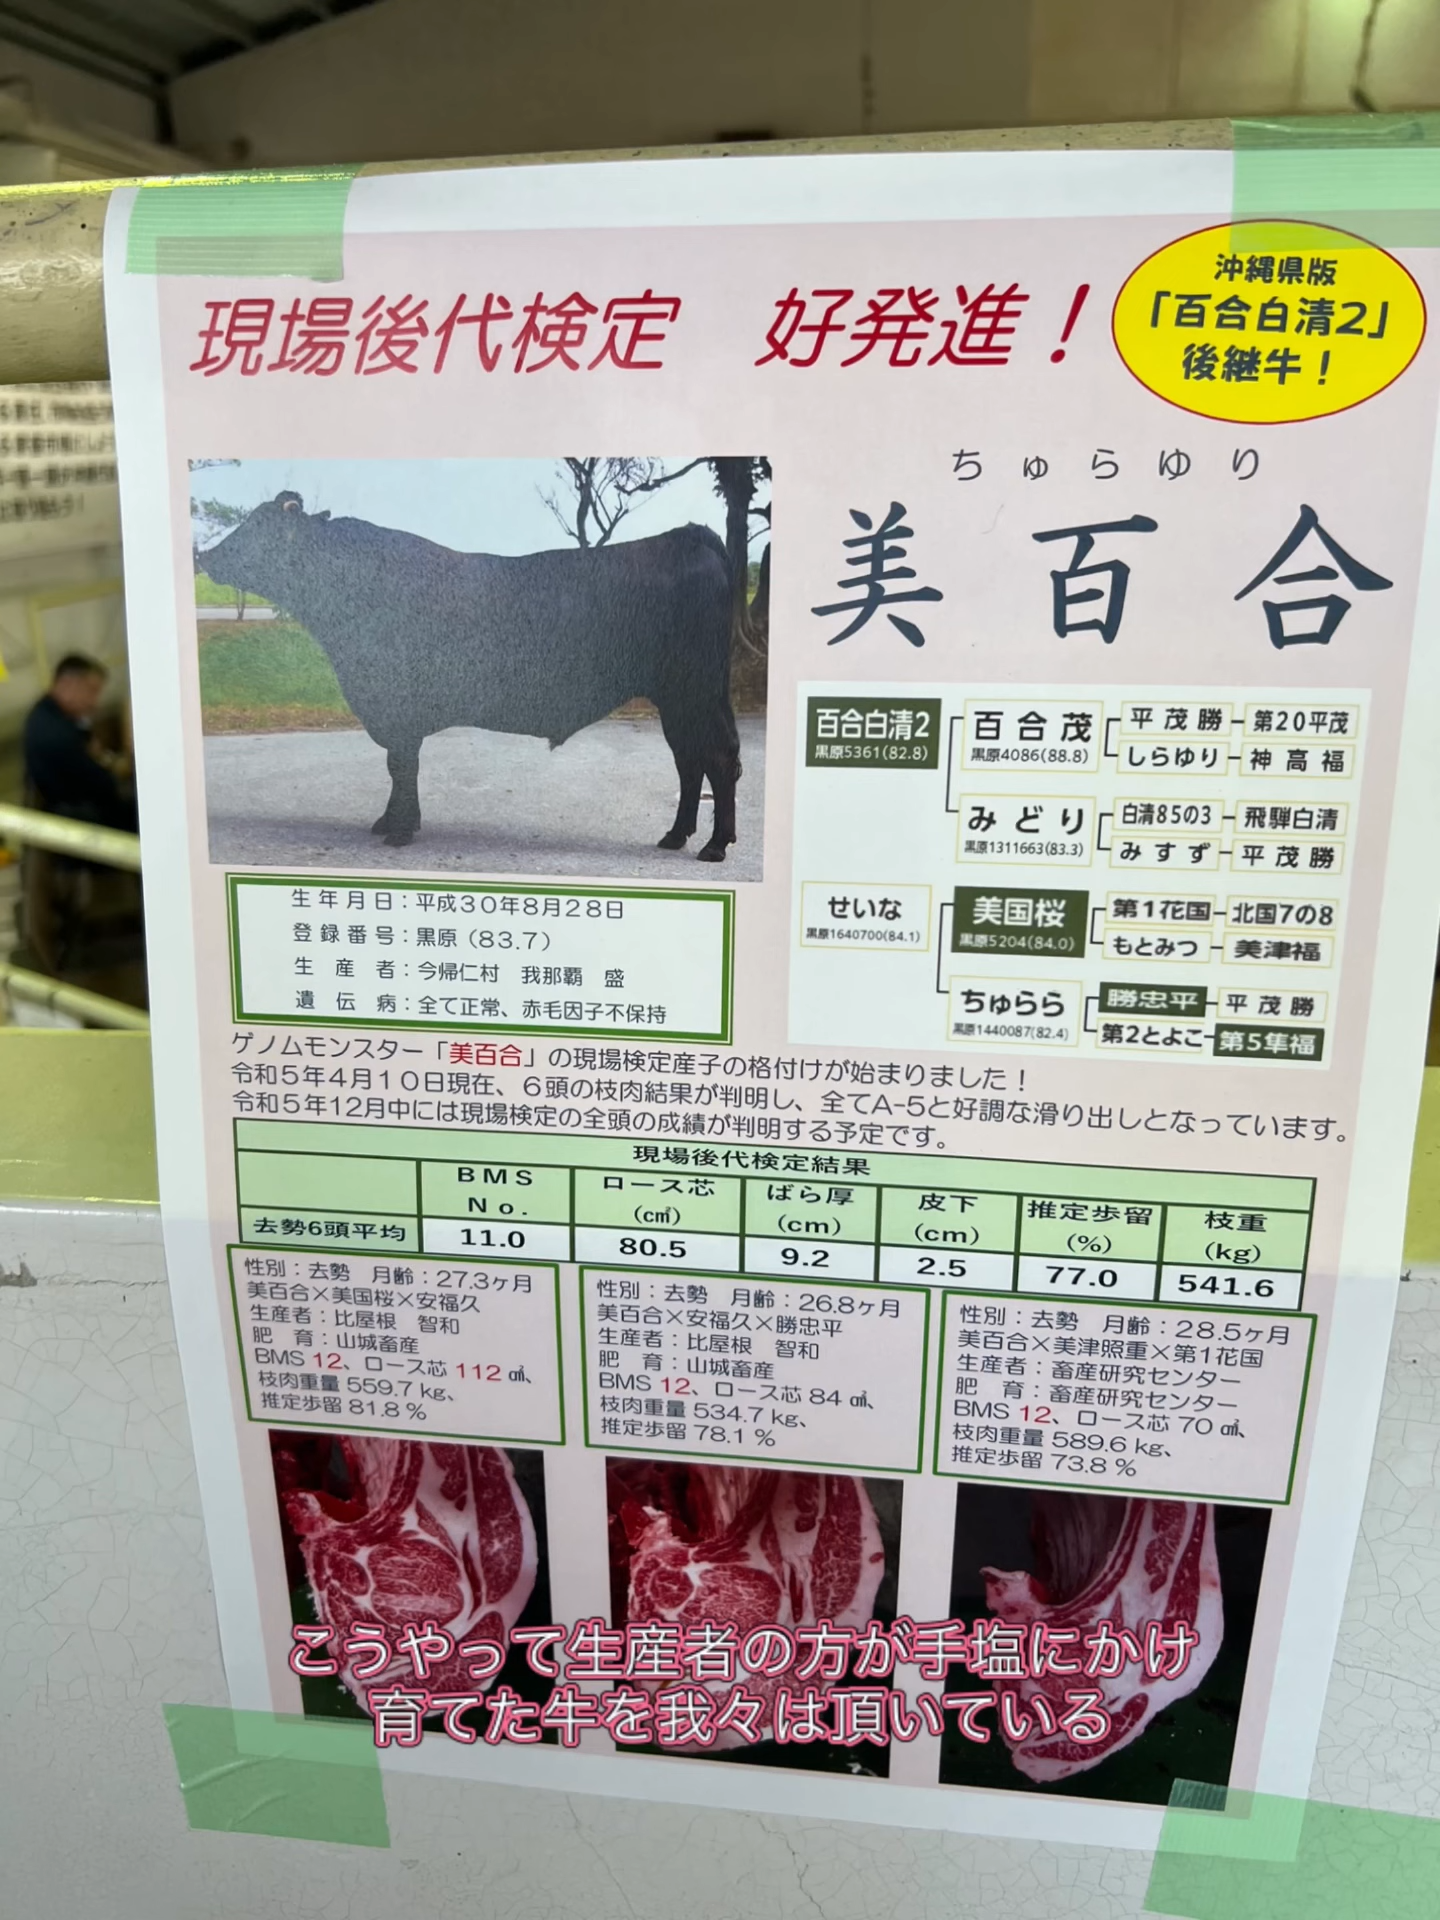 現場後代検定　好発進！
沖縄県版
「百合白清2」
後継牛！
ちゅらゆり
美百合
百合白清2
黒原5361(82.8)
百合茂
黒原4086(88.8)
平茂勝
第20平茂
しらゆり
神高福
みどり
黒原1311663(83.3)
白清85の3
飛騨白清
みすず
平茂勝
せいな
黒原1640700(84.1)
美国桜
黒原5204(84.0)
第1花国
北国7の8
もとみつ
美津福
ちゅらら
黒原1440087(82.4)
勝忠平
平茂勝
第2とよこ
第5隼福
生年月日：平成30年8月28日
登録番号：黒原（83.7）
生産者：今帰仁村　我那覇　盛
遺伝病：全て正常、赤毛因子不保持
ゲノムモンスター「美百合」の現場検定産子の格付けが始まりました！
令和5年4月10日現在、6頭の枝肉結果が判明し、全てA-5と好調な滑り出しとなっています。
令和5年12月中には現場検定の全頭の成績が判明する予定です。
現場後代検定結果
BMS No.　ロース芯(㎠)　ばら厚(cm)　皮下(cm)　推定歩留(%)　枝重(kg)
去勢6頭平均　11.0　80.5　9.2　2.5　77.0　541.6
性別：去勢　月齢：27.3ヶ月
美百合×美国桜×安福久
生産者：比屋根　智和
肥　育：山城畜産
BMS 12、ロース芯 112 ㎠、
枝肉重量 559.7 kg、
推定歩留 81.8 %
性別：去勢　月齢：26.8ヶ月
美百合×安福久×勝忠平
生産者：比屋根　智和
肥　育：山城畜産
BMS 12、ロース芯 84 ㎠、
枝肉重量 534.7 kg、
推定歩留 78.1 %
性別：去勢　月齢：28.5ヶ月
美百合×美津照重×第1花国
生産者：畜産研究センター
肥　育：畜産研究センター
BMS 12、ロース芯 70 ㎠、
枝肉重量 589.6 kg、
推定歩留 73.8 %
こうやって生産者の方が手塩にかけ
育てた牛を我々は頂いている